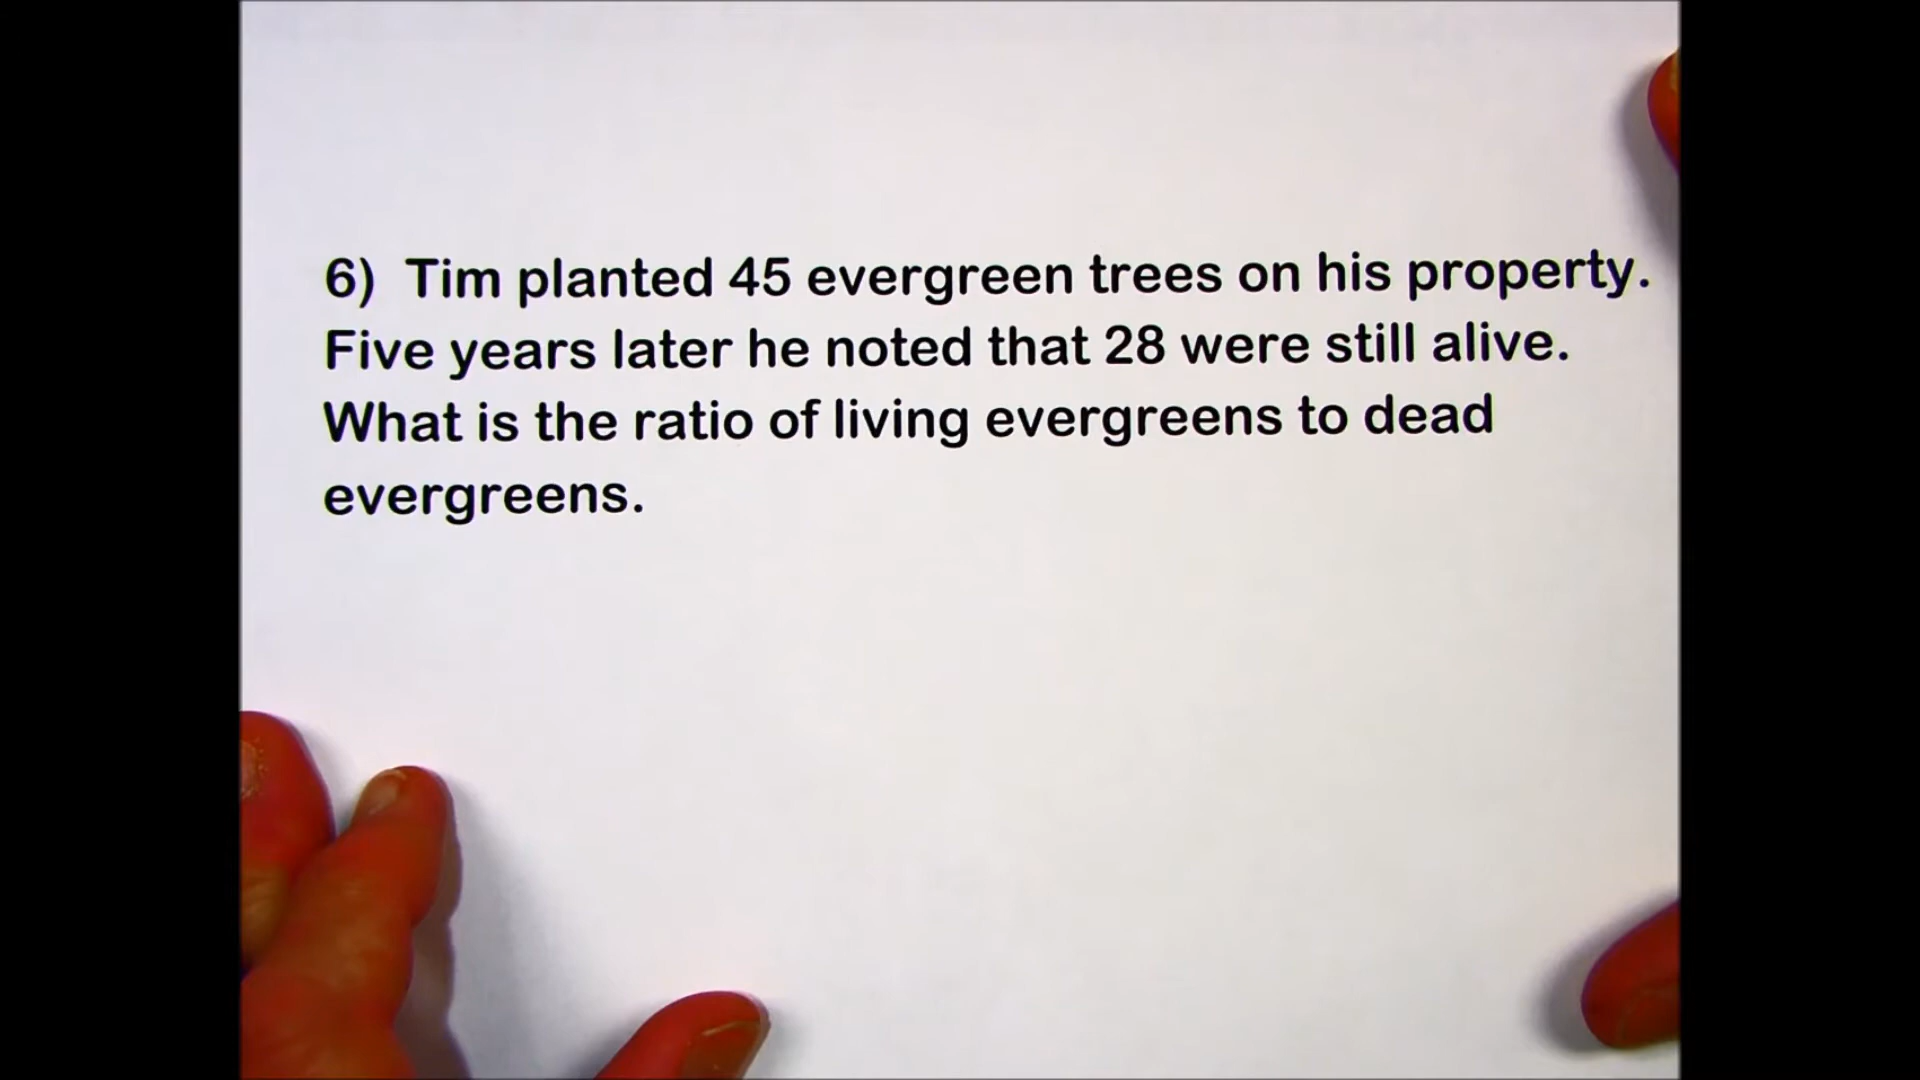 6) Tim planted 45 evergreen trees on his property.
Five years later he noted that 28 were still alive.
What is the ratio of living evergreens to dead
evergreens.